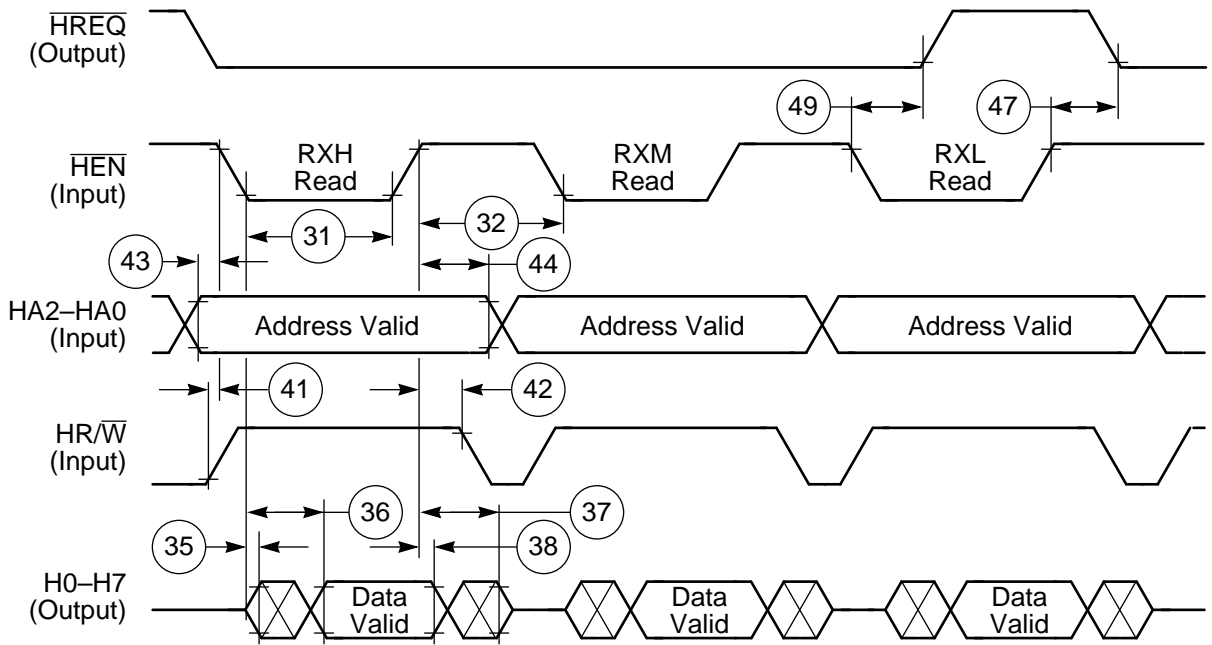 H̅R̅E̅Q̅
(Output)
49
47
H̅E̅N̅
(Input)
RXH
Read
RXM
Read
RXL
Read
31
32
43
44
HA2–HA0
(Input)
Address Valid
Address Valid
Address Valid
41
42
HR/W̅
(Input)
36
37
35
38
H0–H7
(Output)
Data
Valid
Data
Valid
Data
Valid